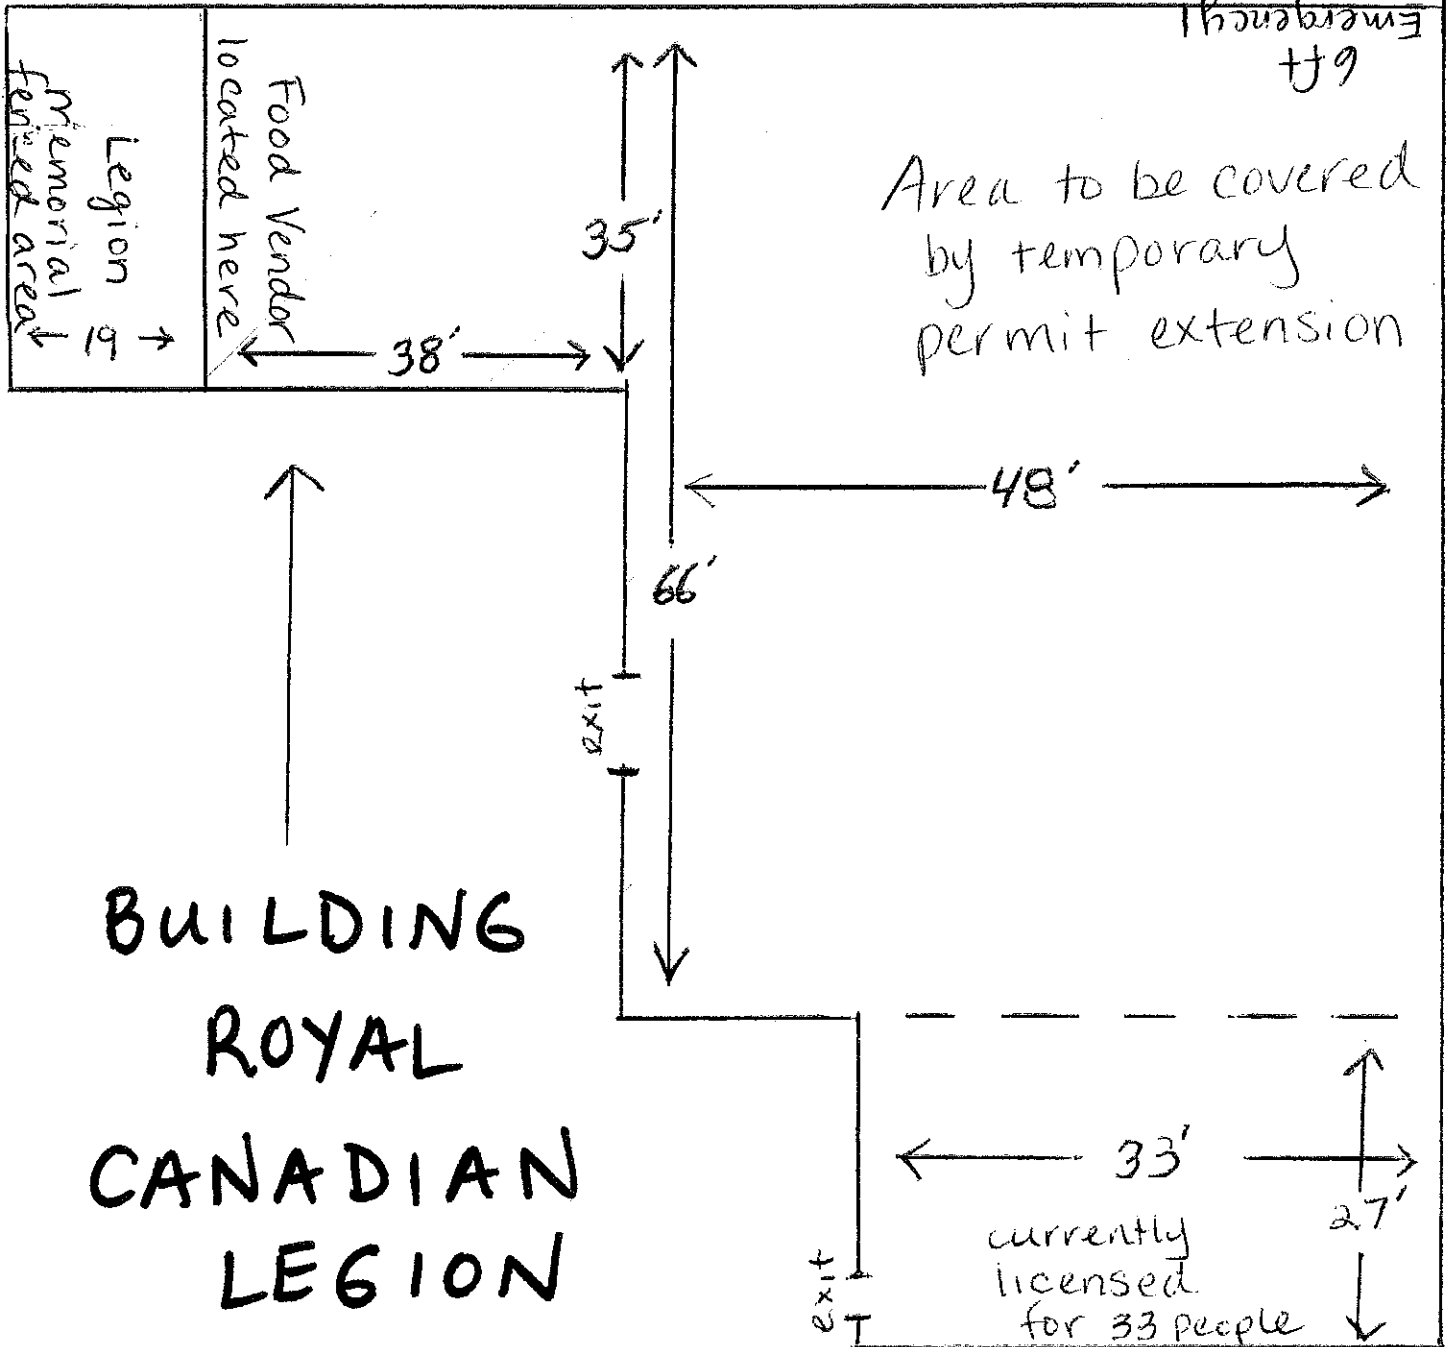 Emergency
6ft
Legion
Memorial
fenced area
19
Food Vendor
located here
35'
38'
Area to be covered
by temporary
permit extension
48'
66'
exit
BUILDING
ROYAL
CANADIAN
LEGION
33'
27'
currently
licensed
for 33 people
exit